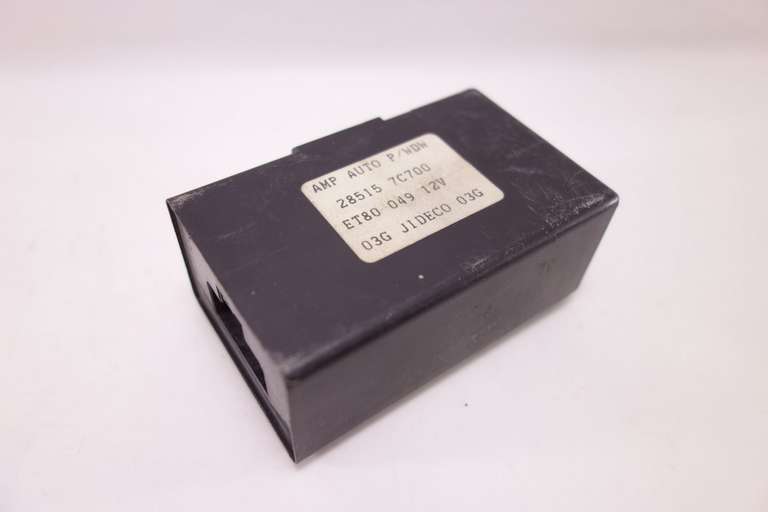 AMP AUTO P/WDW
28515 7C700
ET80 049 12V
03G JIDECO 03G